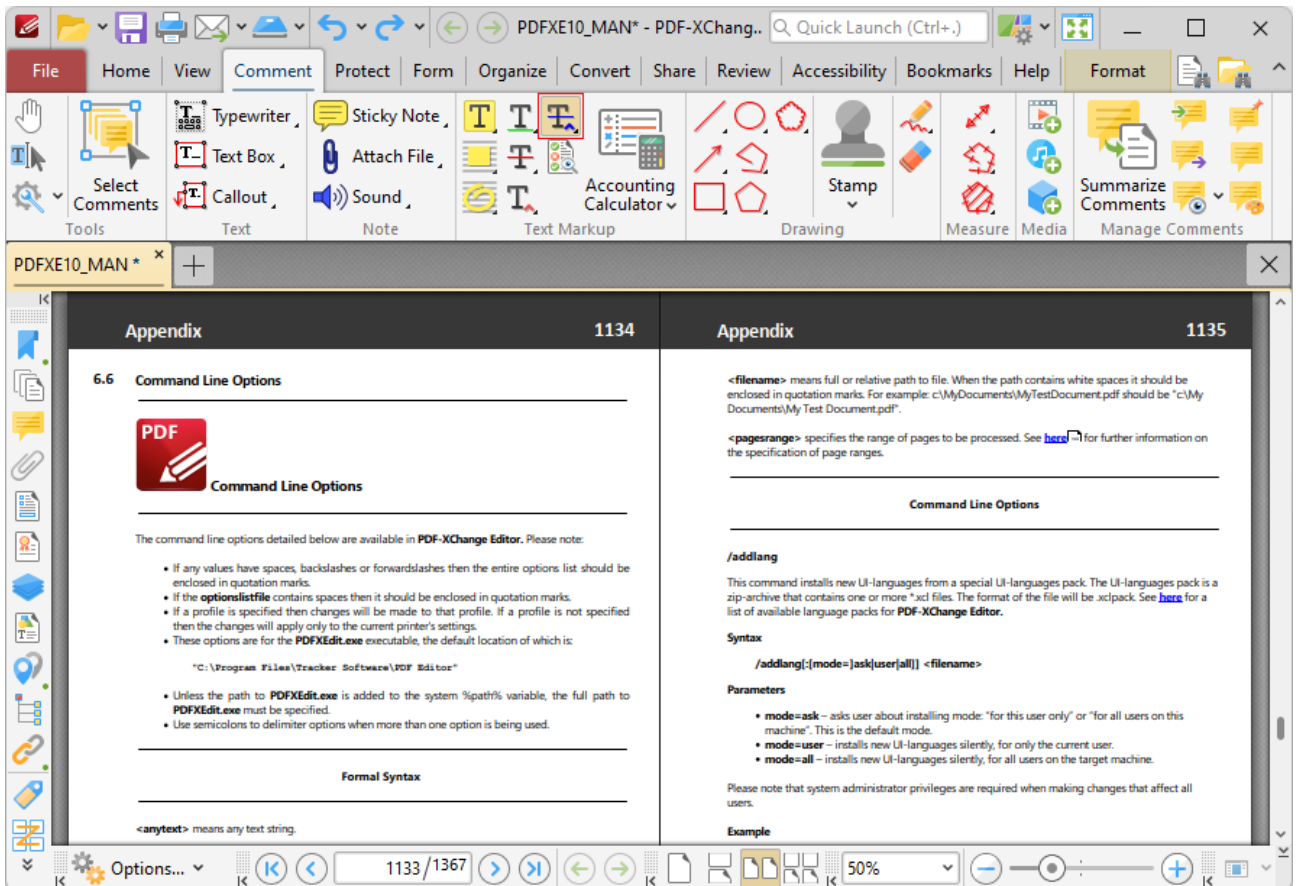 PDFXE10_MAN* - PDF-XChang..
Quick Launch (Ctrl+.)
File Home View Comment Protect Form Organize Convert Share Review Accessibility Bookmarks Help Format
Select
Comments
Tools
Typewriter
Text Box
Callout
Text
Sticky Note
Attach File
Sound
Note
Accounting
Calculator
Text Markup
Drawing
Stamp
Measure
Media
Summarize
Comments
Manage Comments
PDFXE10_MAN *
Appendix 1134
6.6 Command Line Options
PDF
Command Line Options
The command line options detailed below are available in PDF-XChange Editor. Please note:
• If any values have spaces, backslashes or forwardslashes then the entire options list should be
enclosed in quotation marks.
• If the optionslistfile contains spaces then it should be enclosed in quotation marks.
• If a profile is specified then changes will be made to that profile. If a profile is not specified
then the changes will apply only to the current printer's settings.
• These options are for the PDFXEdit.exe executable, the default location of which is:
"C:\Program Files\Tracker Software\PDF Editor"
• Unless the path to PDFXEdit.exe is added to the system %path% variable, the full path to
PDFXEdit.exe must be specified.
• Use semicolons to delimiter options when more than one option is being used.
Formal Syntax
<anytext> means any text string.
Appendix 1135
<filename> means full or relative path to file. When the path contains white spaces it should be
enclosed in quotation marks. For example: c:\MyDocuments\MyTestDocument.pdf should be "c:\My
Documents\My Test Document.pdf".
<pagesrange> specifies the range of pages to be processed. See here for further information on
the specification of page ranges.
Command Line Options
/addlang
This command installs new UI-languages from a special UI-languages pack. The UI-languages pack is a
zip-archive that contains one or more *.xcl files. The format of the file will be .xclpack. See here for a
list of available language packs for PDF-XChange Editor.
Syntax
/addlang[:[mode=]ask|user|all]] <filename>
Parameters
• mode=ask – asks user about installing mode: "for this user only" or "for all users on this
machine". This is the default mode.
• mode=user – installs new UI-languages silently, for only the current user.
• mode=all – installs new UI-languages silently, for all users on the target machine.
Please note that system administrator privileges are required when making changes that affect all
users.
Example
Options... 1133 /1367 50%